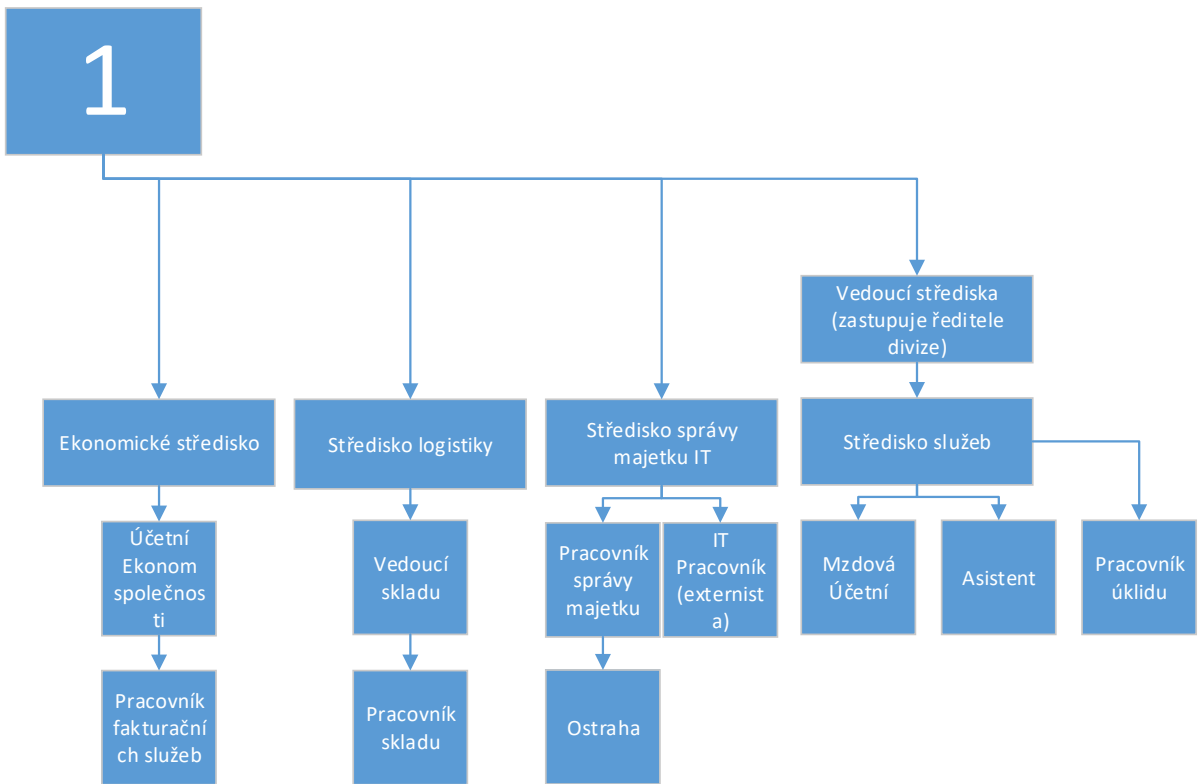 1
Vedoucí střediska
(zastupuje ředitele
divize)
Ekonomické středisko
Středisko logistiky
Středisko správy
majetku IT
Středisko služeb
Účetní
Ekonom
společnos
ti
Vedoucí
skladu
Pracovník
správy
majetku
IT
Pracovník
(externist
a)
Mzdová
Účetní
Asistent
Pracovník
úklidu
Pracovník
fakturační
ch služeb
Pracovník
skladu
Ostraha